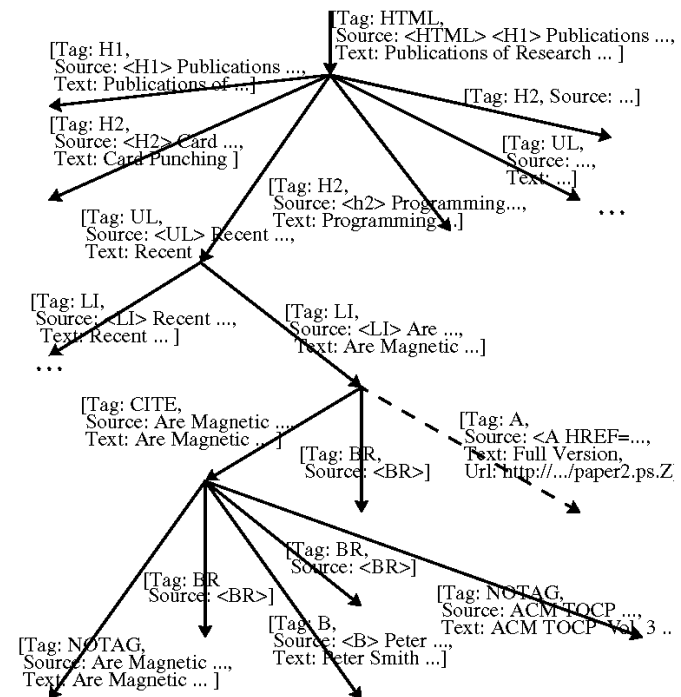 [Tag: HTML,
Source: <HTML> <H1> Publications ...,
Text: Publications of Research ... ]
[Tag: H1,
Source: <H1> Publications ...,
Text: Publications of ...]
[Tag: H2, Source: ...]
[Tag: H2,
Source: <H2> Card ...,
Text: Card Punching ]
[Tag: UL,
Source: ...,
Text: ...]
...
[Tag: H2,
Source: <h2> Programming...,
Text: Programming...]
[Tag: UL,
Source: <UL> Recent ...,
Text: Recent
[Tag: LI,
Source: <LI> Recent ...,
Text: Recent ... ]
...
[Tag: LI,
Source: <LI> Are ...,
Text: Are Magnetic ...]
[Tag: CITE,
Source: Are Magnetic ...,
Text: Are Magnetic ... ]
[Tag: BR,
Source: <BR>]
[Tag: A,
Source: <A HREF=...,
Text: Full Version,
Url: http://.../paper2.ps.Z]
[Tag: BR,
Source: <BR>]
[Tag: BR
Source: <BR>]
[Tag: NOTAG,
Source: ACM TOCP ...,
Text: ACM TOCP Vol. 3 ..
[Tag: B,
Source: <B> Peter ...,
Text: Peter Smith ...]
[Tag: NOTAG,
Source: Are Magnetic ...,
Text: Are Magnetic ... ]